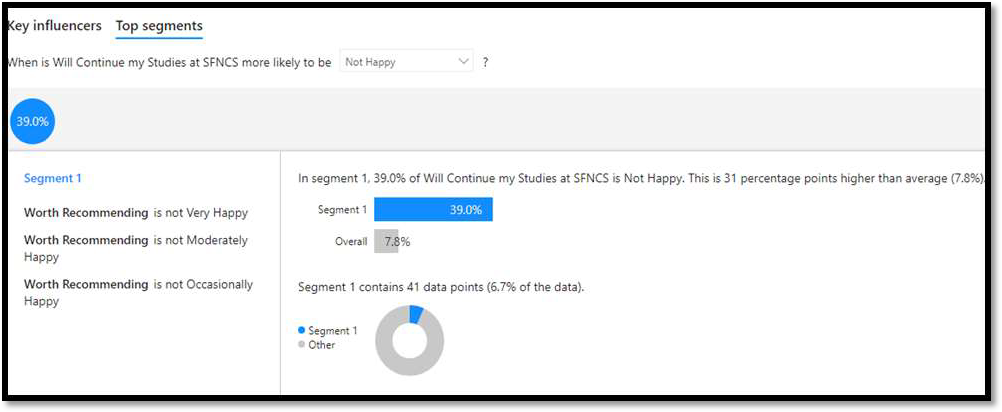 Key influencers Top segments
When is Will Continue my Studies at SFNCS more likely to be Not Happy ?
39.0%
Segment 1
Worth Recommending is not Very Happy
Worth Recommending is not Moderately
Happy
Worth Recommending is not Occasionally
Happy
In segment 1, 39.0% of Will Continue my Studies at SFNCS is Not Happy. This is 31 percentage points higher than average (7.8%).
Segment 1 39.0%
Overall 7.8%
Segment 1 contains 41 data points (6.7% of the data).
Segment 1
Other